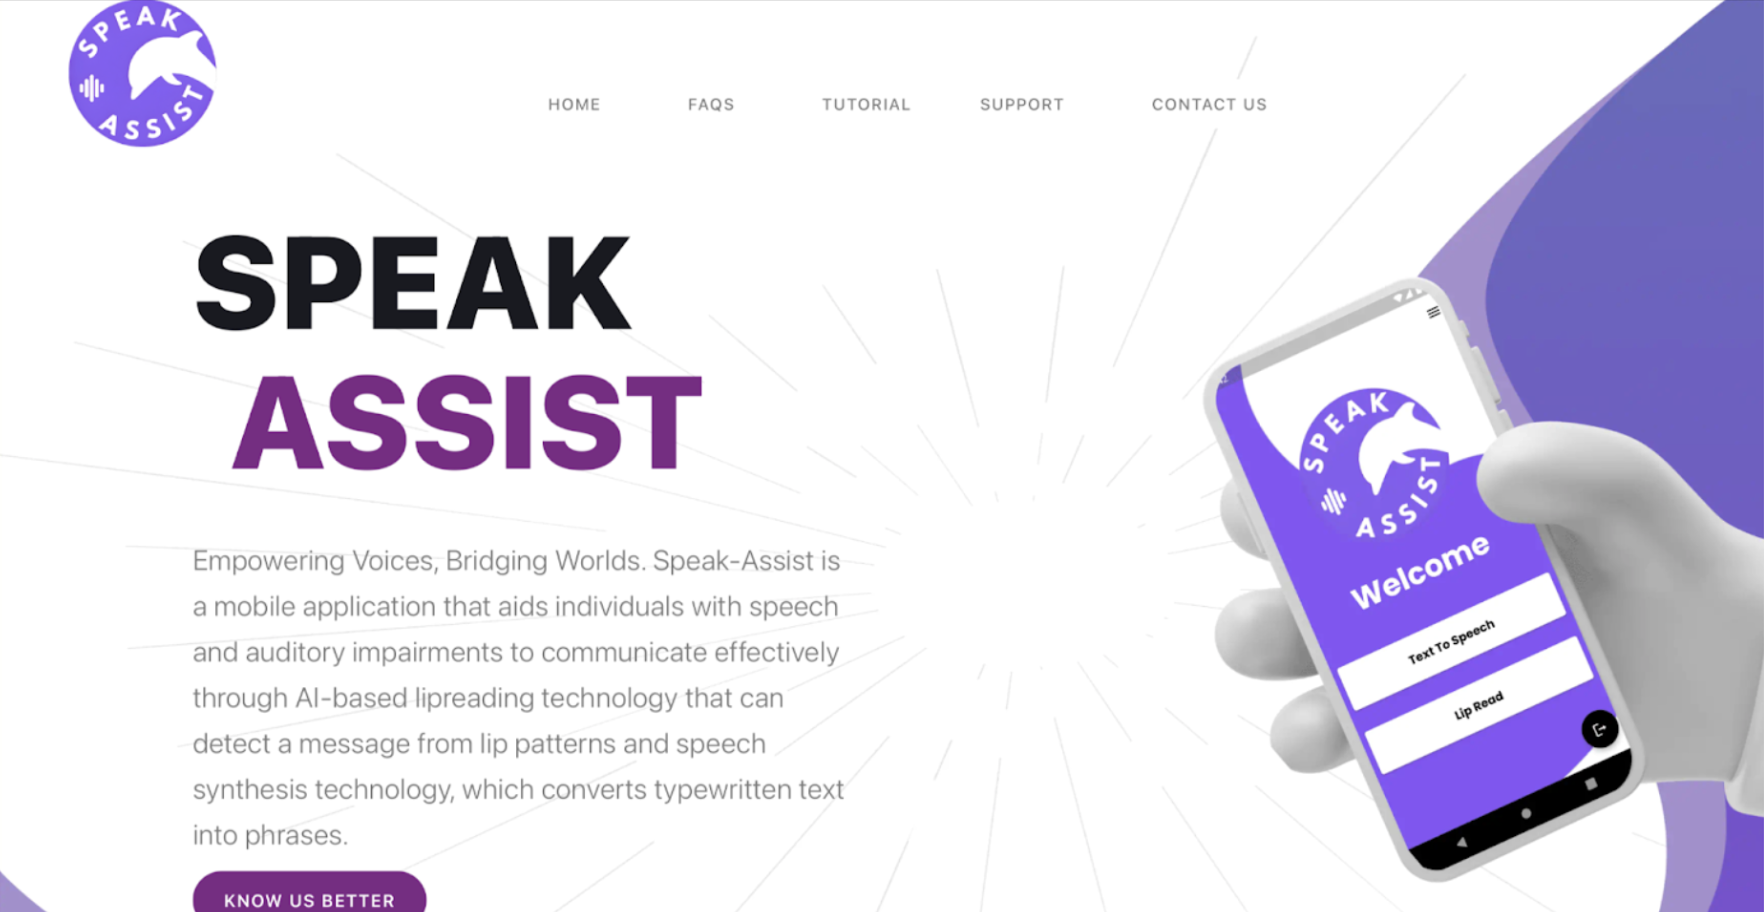 SPEAK
ASSIST
HOME
FAQS
TUTORIAL
SUPPORT
CONTACT US
SPEAK
ASSIST
Empowering Voices, Bridging Worlds. Speak-Assist is
a mobile application that aids individuals with speech
and auditory impairments to communicate effectively
through AI-based lipreading technology that can
detect a message from lip patterns and speech
synthesis technology, which converts typewritten text
into phrases.
KNOW US BETTER
SPEAK
ASSIST
Welcome
Text To Speech
Lip Read